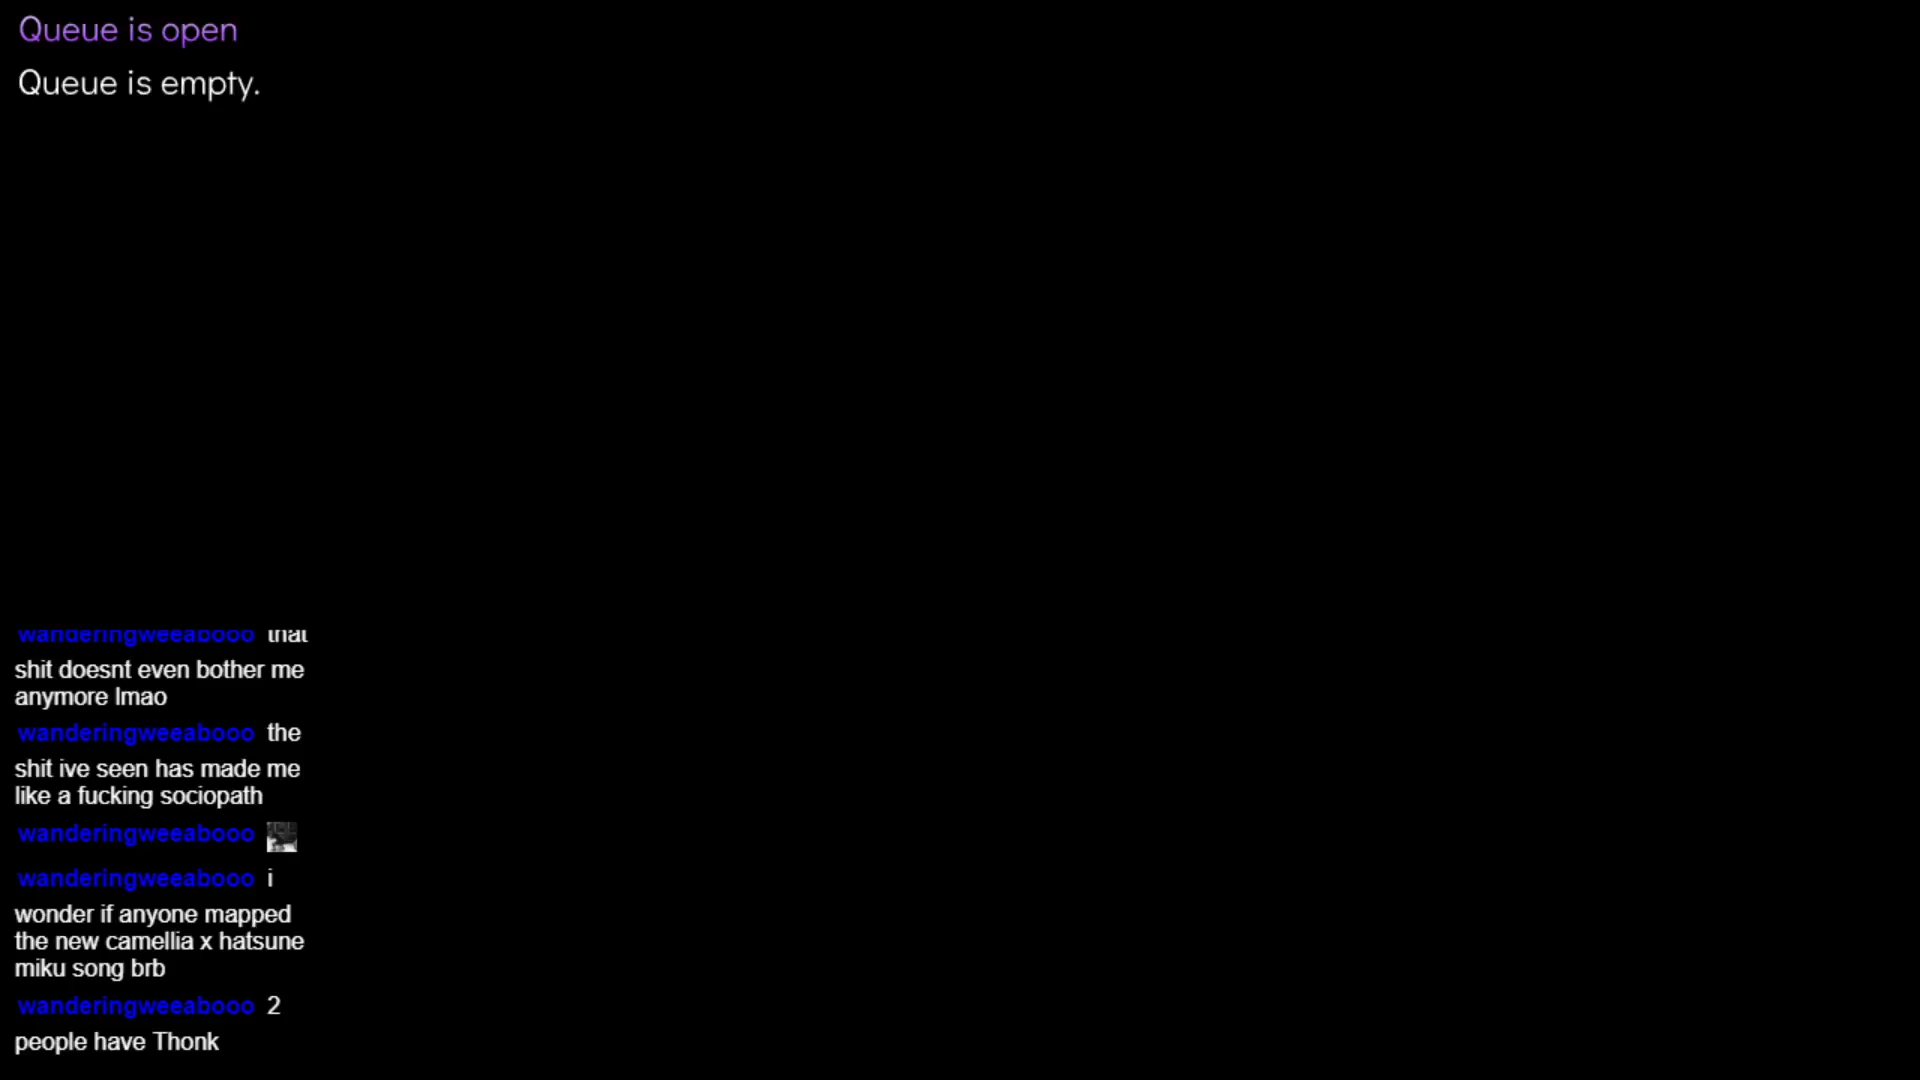 Queue is open
Queue is empty.
wanderingweeabooo that
shit doesnt even bother me
anymore lmao
wanderingweeabooo the
shit ive seen has made me
like a fucking sociopath
wanderingweeabooo
wanderingweeabooo i
wonder if anyone mapped
the new camellia x hatsune
miku song brb
wanderingweeabooo 2
people have Thonk